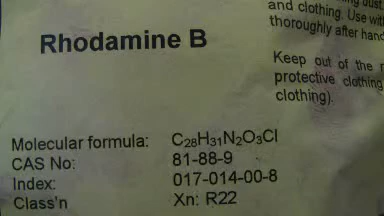 Rhodamine B
and clothing. Use wi
thoroughly after hand
Keep out of the r
protective clothing
clothing).
Molecular formula: C₂₈H₃₁N₂O₃Cl
CAS No: 81-88-9
Index: 017-014-00-8
Class'n Xn: R22